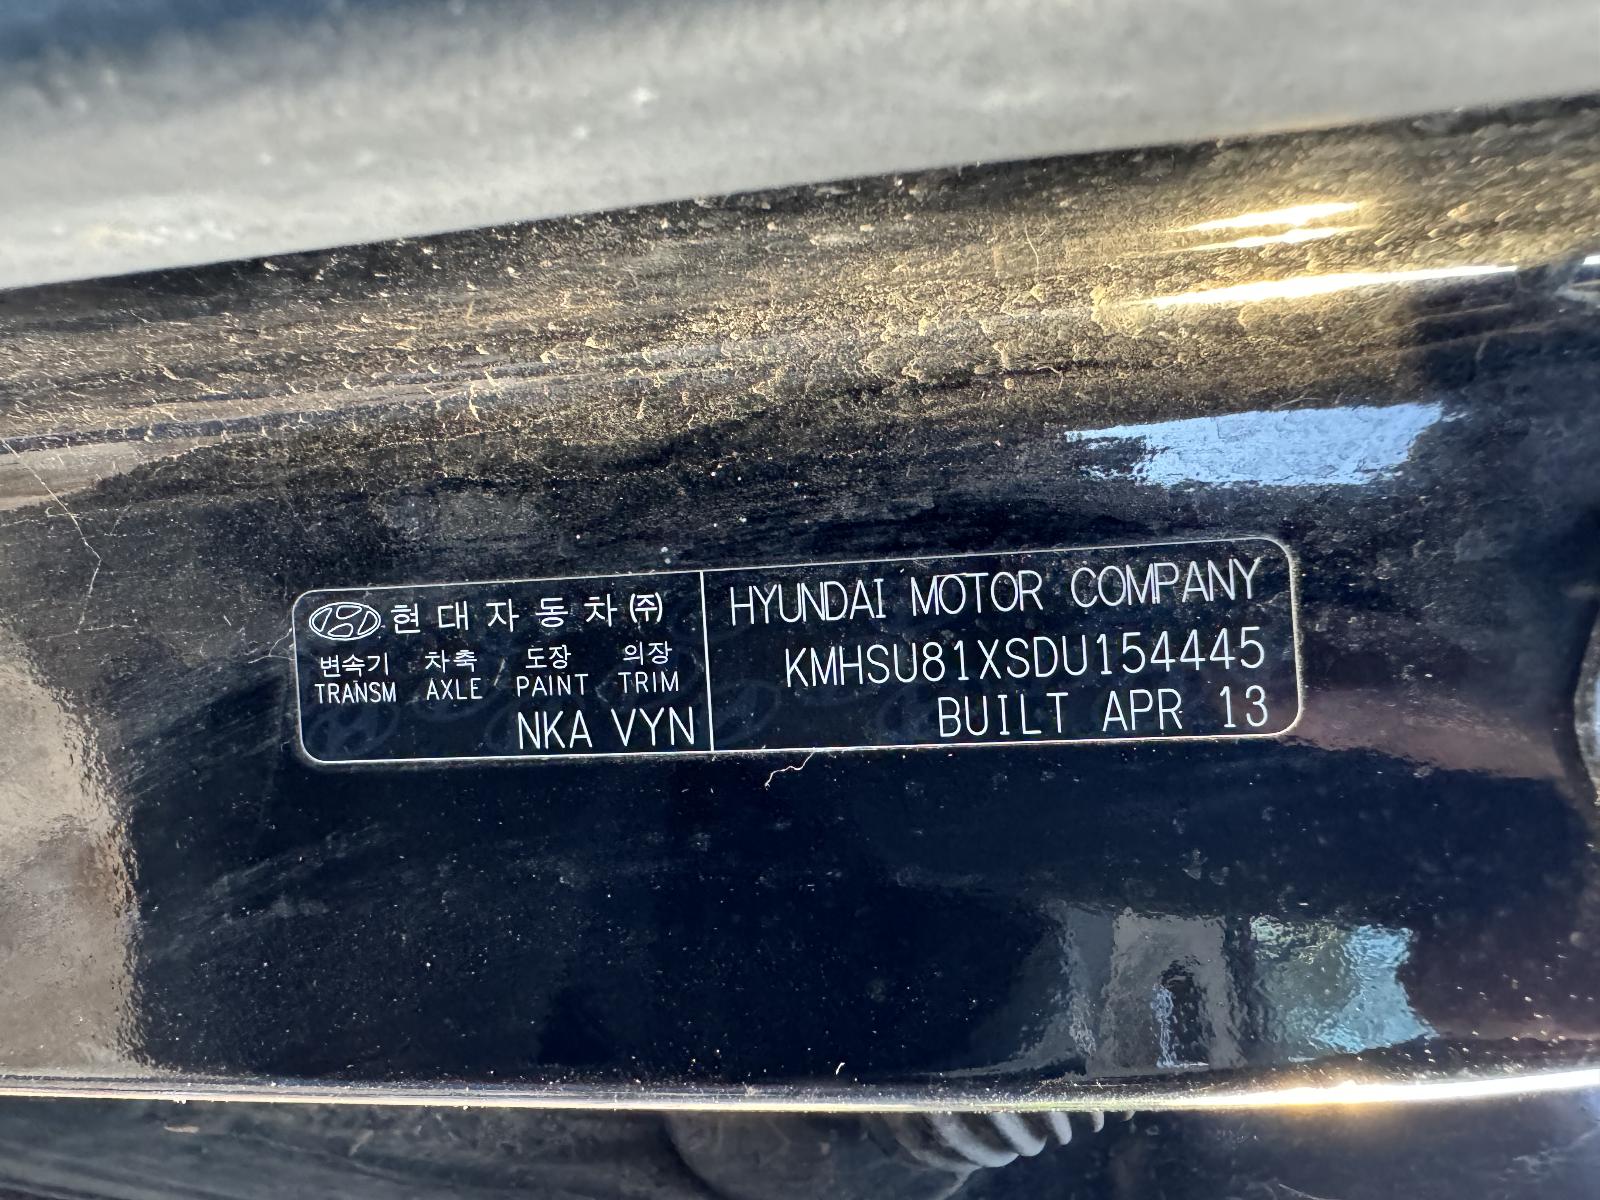 현대자동차㈜
변속기 차축 도장 의장
TRANSM AXLE PAINT TRIM
NKA VYN
HYUNDAI MOTOR COMPANY
KMHSU81XSDU154445
BUILT APR 13